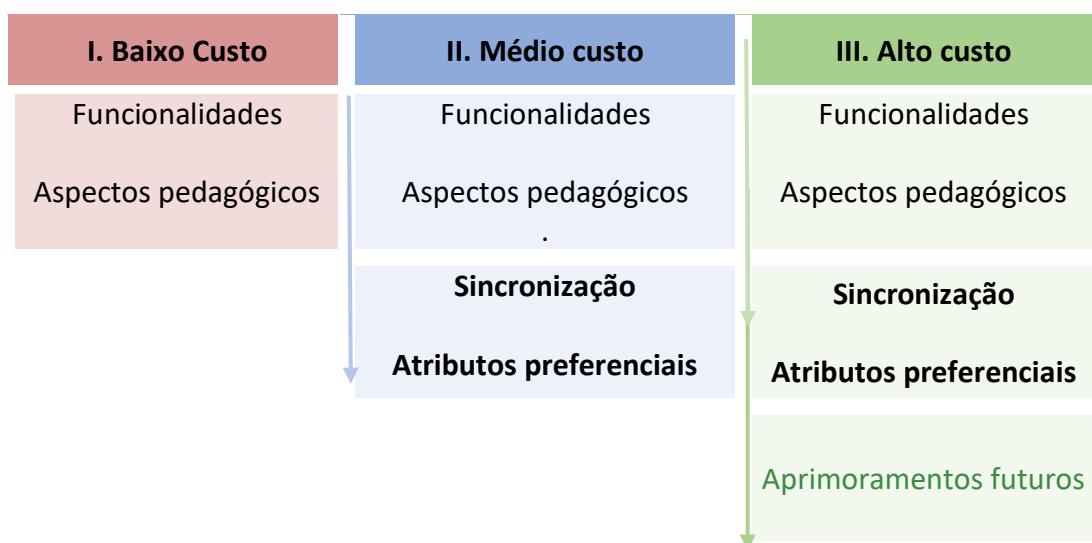 I. Baixo Custo
II. Médio custo
III. Alto custo
Funcionalidades
Funcionalidades
Funcionalidades
Aspectos pedagógicos
Aspectos pedagógicos
Aspectos pedagógicos
.
Sincronização
Sincronização
Atributos preferenciais
Atributos preferenciais
Aprimoramentos futuros